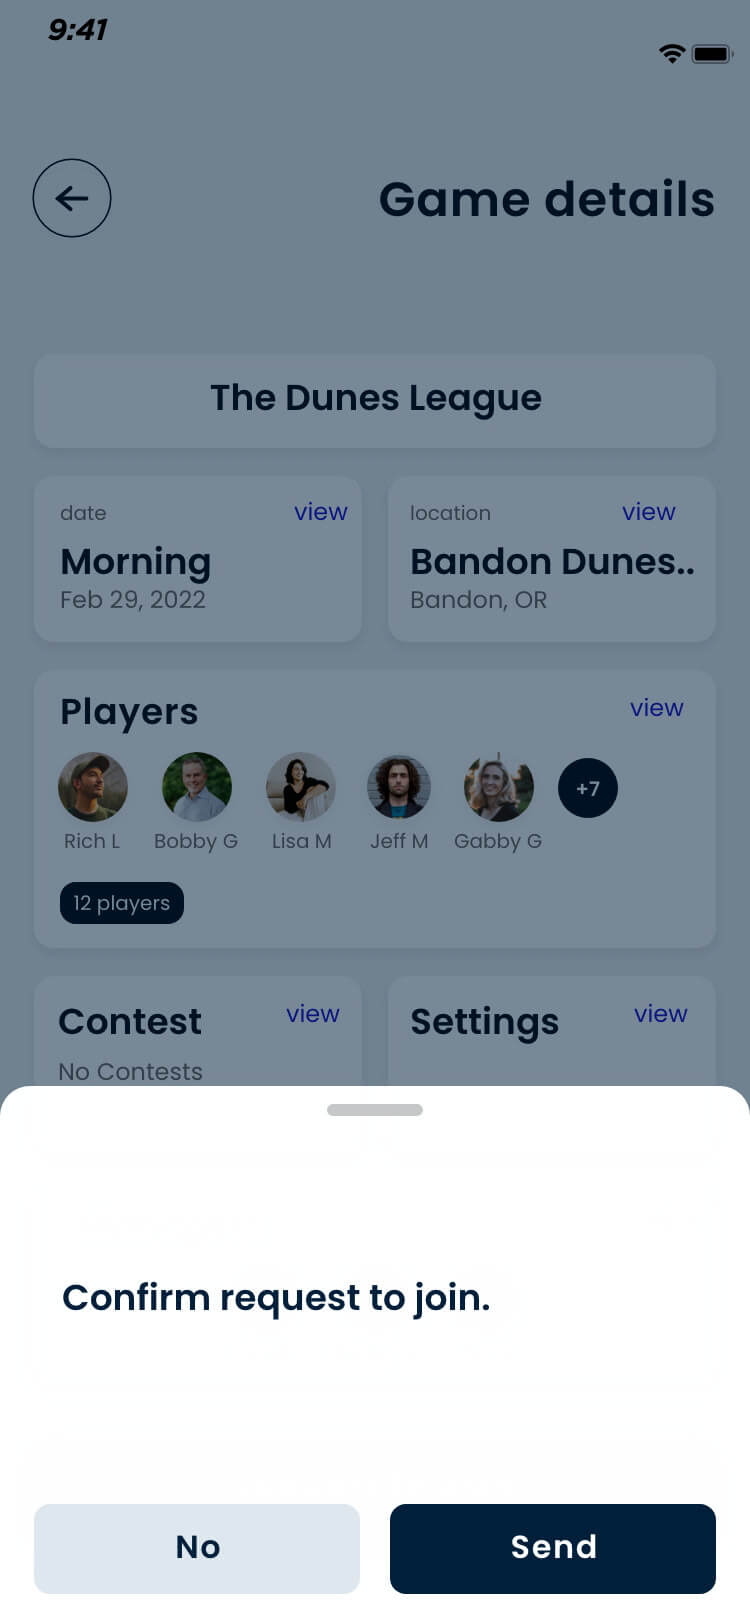 9:41
Game details
The Dunes League
date view
Morning
Feb 29, 2022
location view
Bandon Dunes..
Bandon, OR
Players view
Rich L Bobby G Lisa M Jeff M Gabby G +7
12 players
Contest view
No Contests
Settings view
Confirm request to join.
No Send